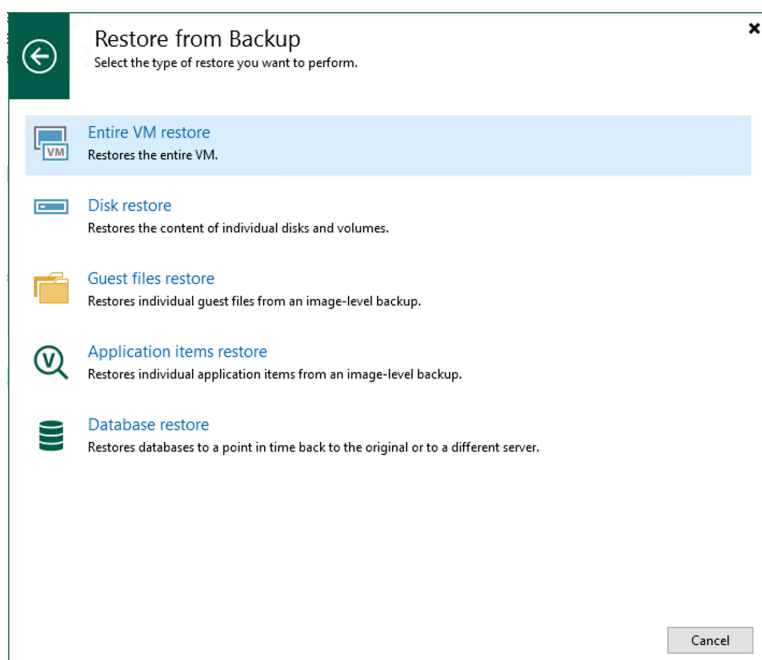 Restore from Backup
Select the type of restore you want to perform.
Entire VM restore
Restores the entire VM.
VM
Disk restore
Restores the content of individual disks and volumes.
Guest files restore
Restores individual guest files from an image-level backup.
Application items restore
V
Restores individual application items from an image-level backup.
Database restore
Restores databases to a point in time back to the original or to a different server.
Cancel